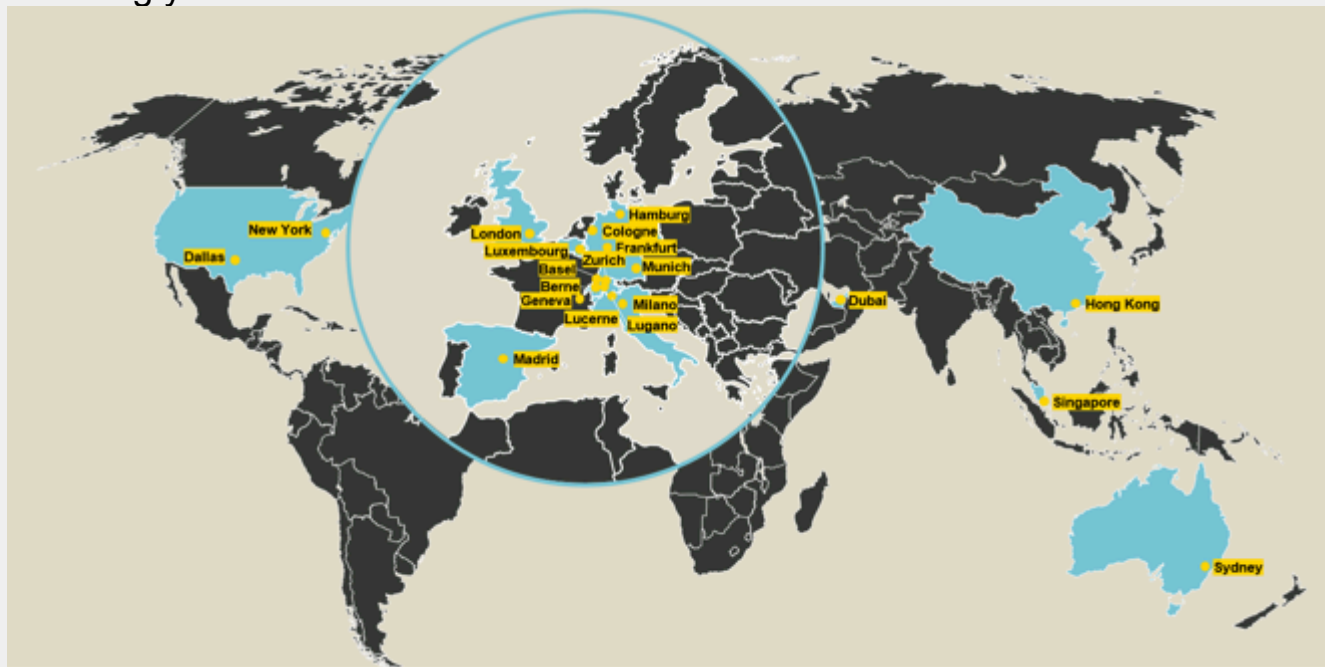 New York
Dallas
London
Luxembourg
Basel
Berne
Geneva
Lucerne
Zurich
Hamburg
Cologne
Frankfurt
Munich
Milano
Lugano
Madrid
Dubai
Hong Kong
Singapore
Sydney